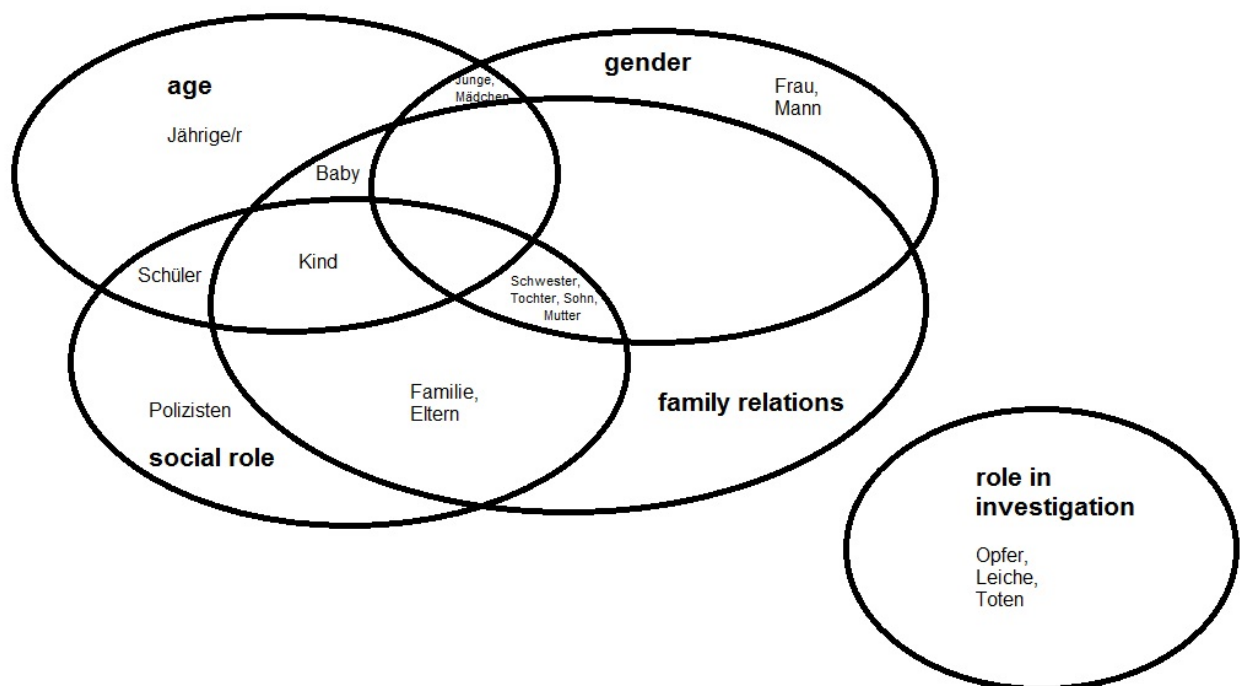 age
Jährige/r
Junge,
Mädchen
gender
Frau,
Mann
Baby
Schüler
Kind
Schwester,
Tochter, Sohn,
Mutter
Polizisten
social role
Familie,
Eltern
family relations
role in
investigation
Opfer,
Leiche,
Toten